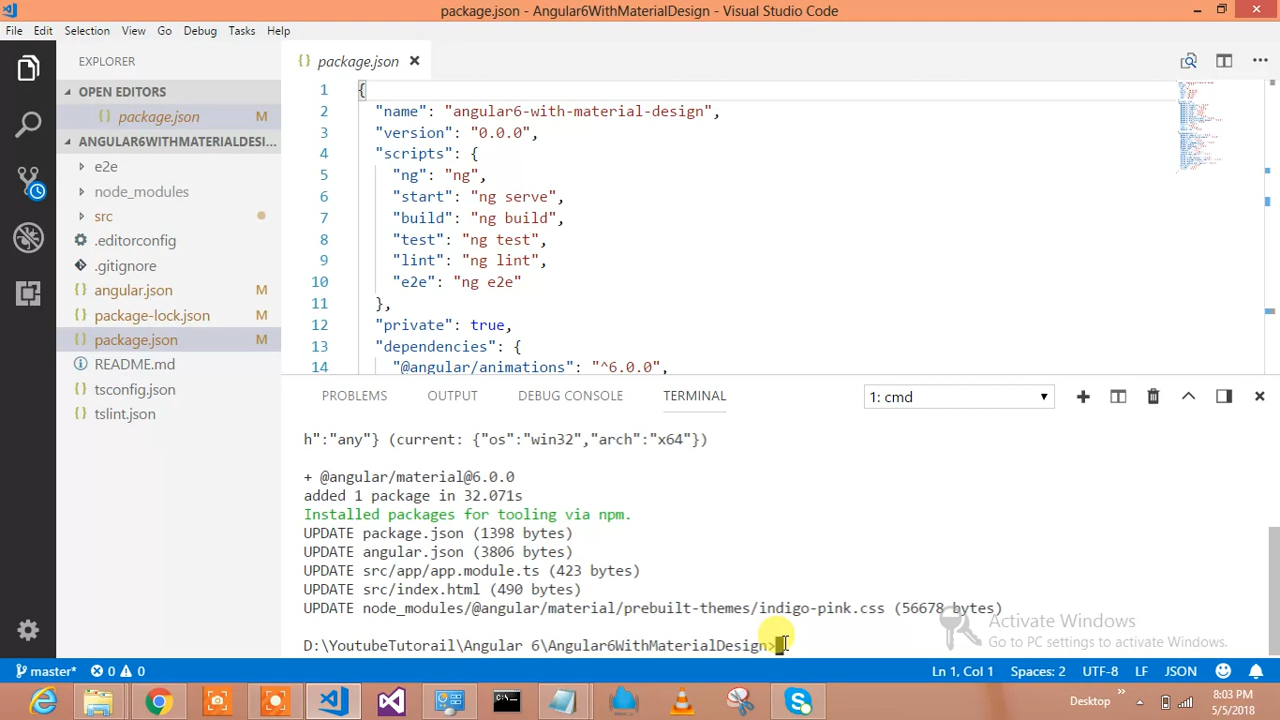 package.json - Angular6WithMaterialDesign - Visual Studio Code
File Edit Selection View Go Debug Tasks Help
EXPLORER
OPEN EDITORS
package.json M
ANGULAR6WITHMATERIALDESI...
e2e
node_modules
src
.editorconfig
.gitignore
angular.json M
package-lock.json M
package.json M
README.md
tsconfig.json
tslint.json
package.json
1 {
2 "name": "angular6-with-material-design",
3 "version": "0.0.0",
4 "scripts": {
5 "ng": "ng",
6 "start": "ng serve",
7 "build": "ng build",
8 "test": "ng test",
9 "lint": "ng lint",
10 "e2e": "ng e2e"
11 },
12 "private": true,
13 "dependencies": {
14 "@angular/animations": "^6.0.0",
PROBLEMS OUTPUT DEBUG CONSOLE TERMINAL 1: cmd
h":"any"} (current: {"os":"win32","arch":"x64"})
+ @angular/material@6.0.0
added 1 package in 32.071s
Installed packages for tooling via npm.
UPDATE package.json (1398 bytes)
UPDATE angular.json (3806 bytes)
UPDATE src/app/app.module.ts (423 bytes)
UPDATE src/index.html (490 bytes)
UPDATE node_modules/@angular/material/prebuilt-themes/indigo-pink.css (56678 bytes)
D:\YoutubeTutorail\Angular 6\Angular6WithMaterialDesign>
Activate Windows
Go to PC settings to activate Windows.
master* 0 0 Ln 1, Col 1 Spaces: 2 UTF-8 LF JSON
Desktop
8:03 PM
5/5/2018